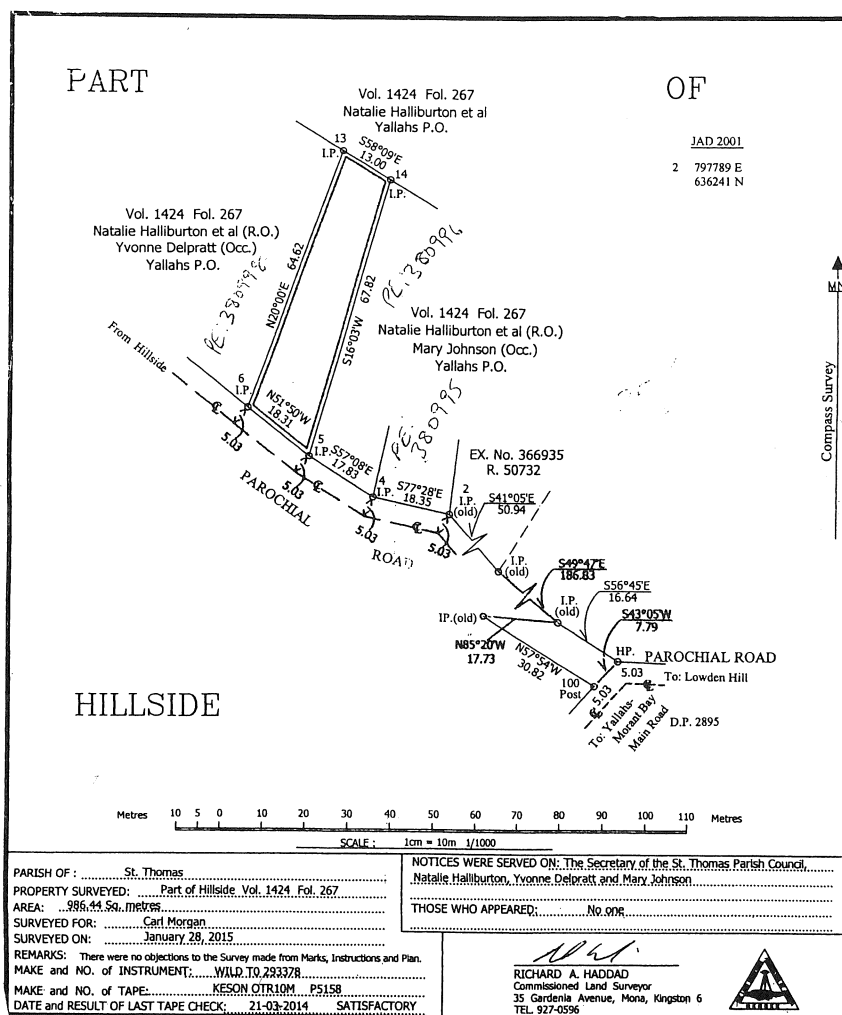 PART
OF
Vol. 1424 Fol. 267
Natalie Halliburton et al
Yallahs P.O.
JAD 2001
2 797789 E
636241 N
13
I.P.
S58°09'E
13.00
14
I.P.
Vol. 1424 Fol. 267
Natalie Halliburton et al (R.O.)
Yvonne Delpratt (Occ.)
Yallahs P.O.
N20°00'E 64.62
S16°03'W 67.82
PE: 380996
Vol. 1424 Fol. 267
Natalie Halliburton et al (R.O.)
Mary Johnson (Occ.)
Yallahs P.O.
MN
Compass Survey
From Hillside
6
I.P.
N51°50'W
18.31
5
I.P.
5.03
S57°08'E
17.83
PE:
380995
4
I.P.
S77°28'E
18.35
EX. No. 366935
R. 50732
2
I.P.
(old)
S41°05'E
50.94
5.03
PAROCHIAL
5.03
ROAD
5.03
I.P.
(old)
S49°47'E
186.83
S56°45'E
16.64
I.P.
(old)
IP.(old)
S43°05'W
7.79
N85°20'W
17.73
N57°54'W
30.82
HP.
PAROCHIAL ROAD
5.03
To: Lowden Hill
100
Post
5.03
To: Yallahs-
Morant Bay
Main Road
D.P. 2895
HILLSIDE
Metres 10 5 0 10 20 30 40 50 60 70 80 90 100 110 Metres
SCALE : 1cm = 10m 1/1000
PARISH OF : St. Thomas
PROPERTY SURVEYED: Part of Hillside Vol. 1424 Fol. 267
AREA: 986.44 Sq. metres
SURVEYED FOR: Carl Morgan
SURVEYED ON: January 28, 2015
REMARKS: There were no objections to the Survey made from Marks, Instructions and Plan.
MAKE and NO. of INSTRUMENT: WILD T0 293378
MAKE and NO. of TAPE: KESON OTR10M P5158
DATE and RESULT OF LAST TAPE CHECK: 21-03-2014 SATISFACTORY
NOTICES WERE SERVED ON: The Secretary of the St. Thomas Parish Council,
Natalie Halliburton, Yvonne Delpratt and Mary Johnson
THOSE WHO APPEARED: No one
RICHARD A. HADDAD
Commissioned Land Surveyor
35 Gardenia Avenue, Mona, Kingston 6
TEL. 927-0596